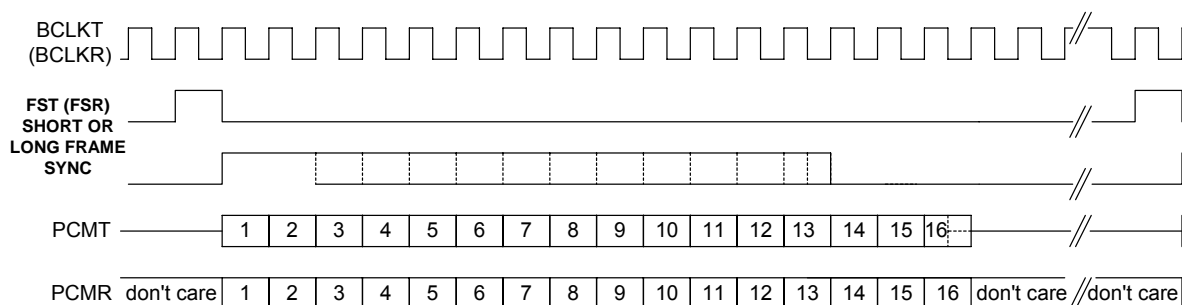 BCLKT
(BCLKR)
FST (FSR)
SHORT OR
LONG FRAME
SYNC
PCMT 1 2 3 4 5 6 7 8 9 10 11 12 13 14 15 16
PCMR don't care 1 2 3 4 5 6 7 8 9 10 11 12 13 14 15 16 don't care don't care